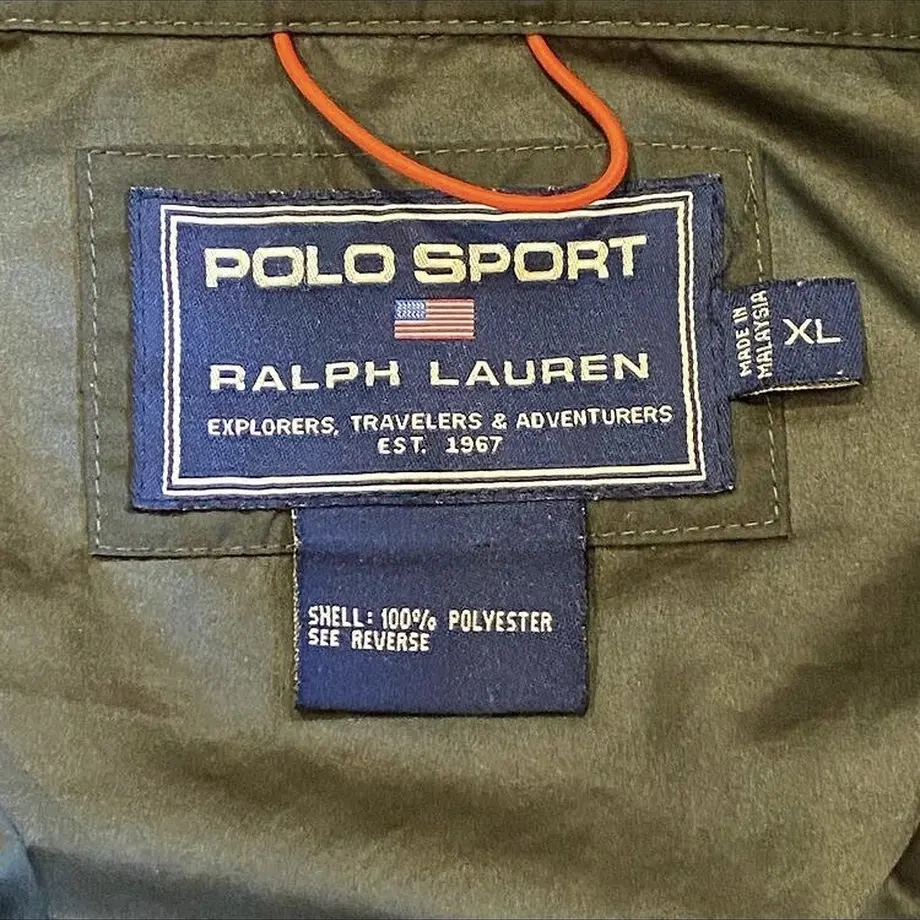 POLO SPORT
RALPH LAUREN
EXPLORERS, TRAVELERS & ADVENTURERS
EST. 1967
MADE IN
MALAYSIA
XL
SHELL: 100% POLYESTER
SEE REVERSE